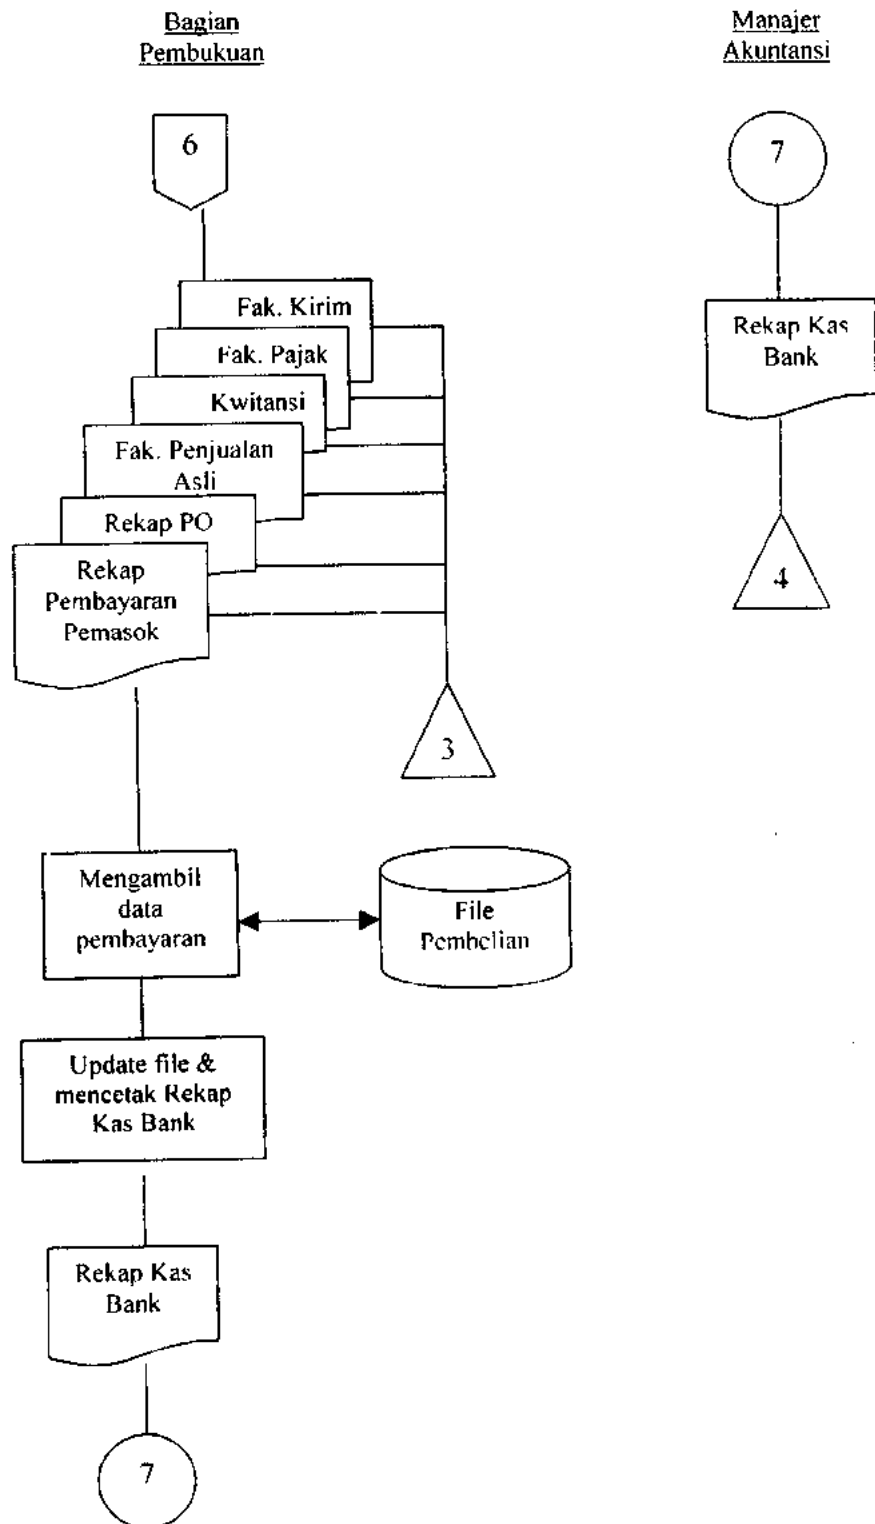 Bagian
Pembukuan
6
Fak. Kirim
Fak. Pajak
Kwitansi
Fak. Penjualan
Asli
Rekap PO
Rekap
Pembayaran
Pemasok
3
Mengambil
data
pembayaran
File
Pembelian
Update file &
mencetak Rekap
Kas Bank
Rekap Kas
Bank
7
Manajer
Akuntansi
7
Rekap Kas
Bank
4